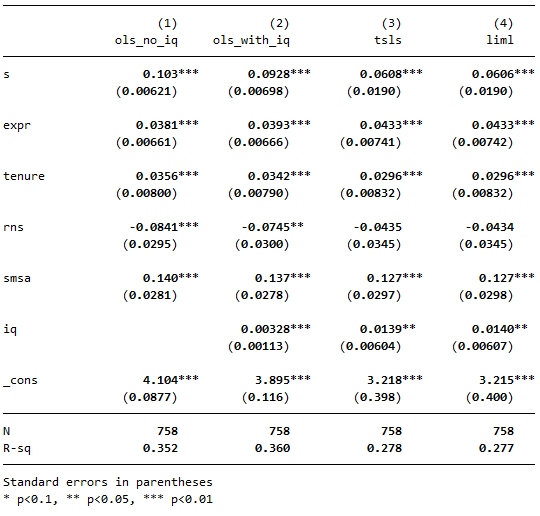 (1) (2) (3) (4)
ols_no_iq ols_with_iq tsls liml
s 0.103*** 0.0928*** 0.0608*** 0.0606***
(0.00621) (0.00698) (0.0190) (0.0190)
expr 0.0381*** 0.0393*** 0.0433*** 0.0433***
(0.00661) (0.00666) (0.00741) (0.00742)
tenure 0.0356*** 0.0342*** 0.0296*** 0.0296***
(0.00800) (0.00790) (0.00832) (0.00832)
rns -0.0841*** -0.0745** -0.0435 -0.0434
(0.0295) (0.0300) (0.0345) (0.0345)
smsa 0.140*** 0.137*** 0.127*** 0.127***
(0.0281) (0.0278) (0.0297) (0.0298)
iq 0.00328*** 0.0139** 0.0140**
(0.00113) (0.00604) (0.00607)
_cons 4.104*** 3.895*** 3.218*** 3.215***
(0.0877) (0.116) (0.398) (0.400)
N 758 758 758 758
R-sq 0.352 0.360 0.278 0.277
Standard errors in parentheses
* p<0.1, ** p<0.05, *** p<0.01